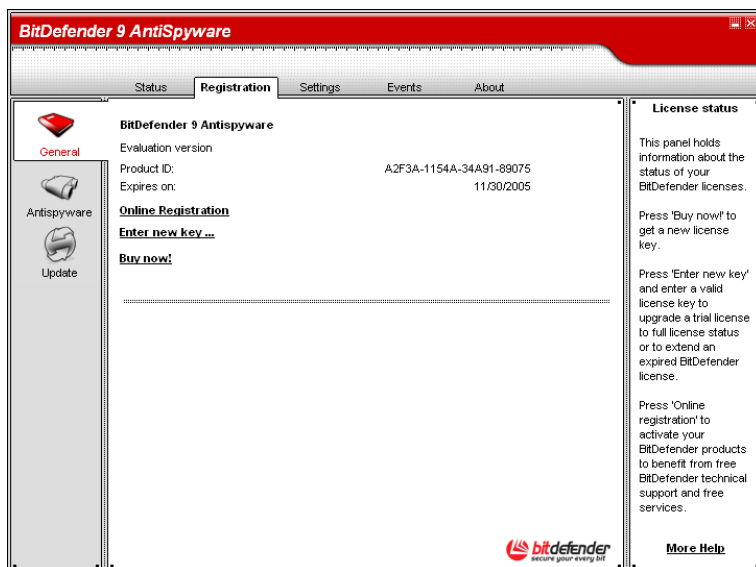 BitDefender 9 AntiSpyware
Status Registration Settings Events About
General
Antispyware
Update
BitDefender 9 Antispyware
Evaluation version
Product ID: A2F3A-1154A-34A91-89075
Expires on: 11/30/2005
Online Registration
Enter new key ...
Buy now!
bitdefender
secure your every bit
License status
This panel holds
information about the
status of your
BitDefender licenses.
Press 'Buy now!' to
get a new license
key.
Press 'Enter new key'
and enter a valid
license key to
upgrade a trial license
to full license status
or to extend an
expired BitDefender
license.
Press 'Online
registration' to
activate your
BitDefender products
to benefit from free
BitDefender technical
support and free
services.
More Help